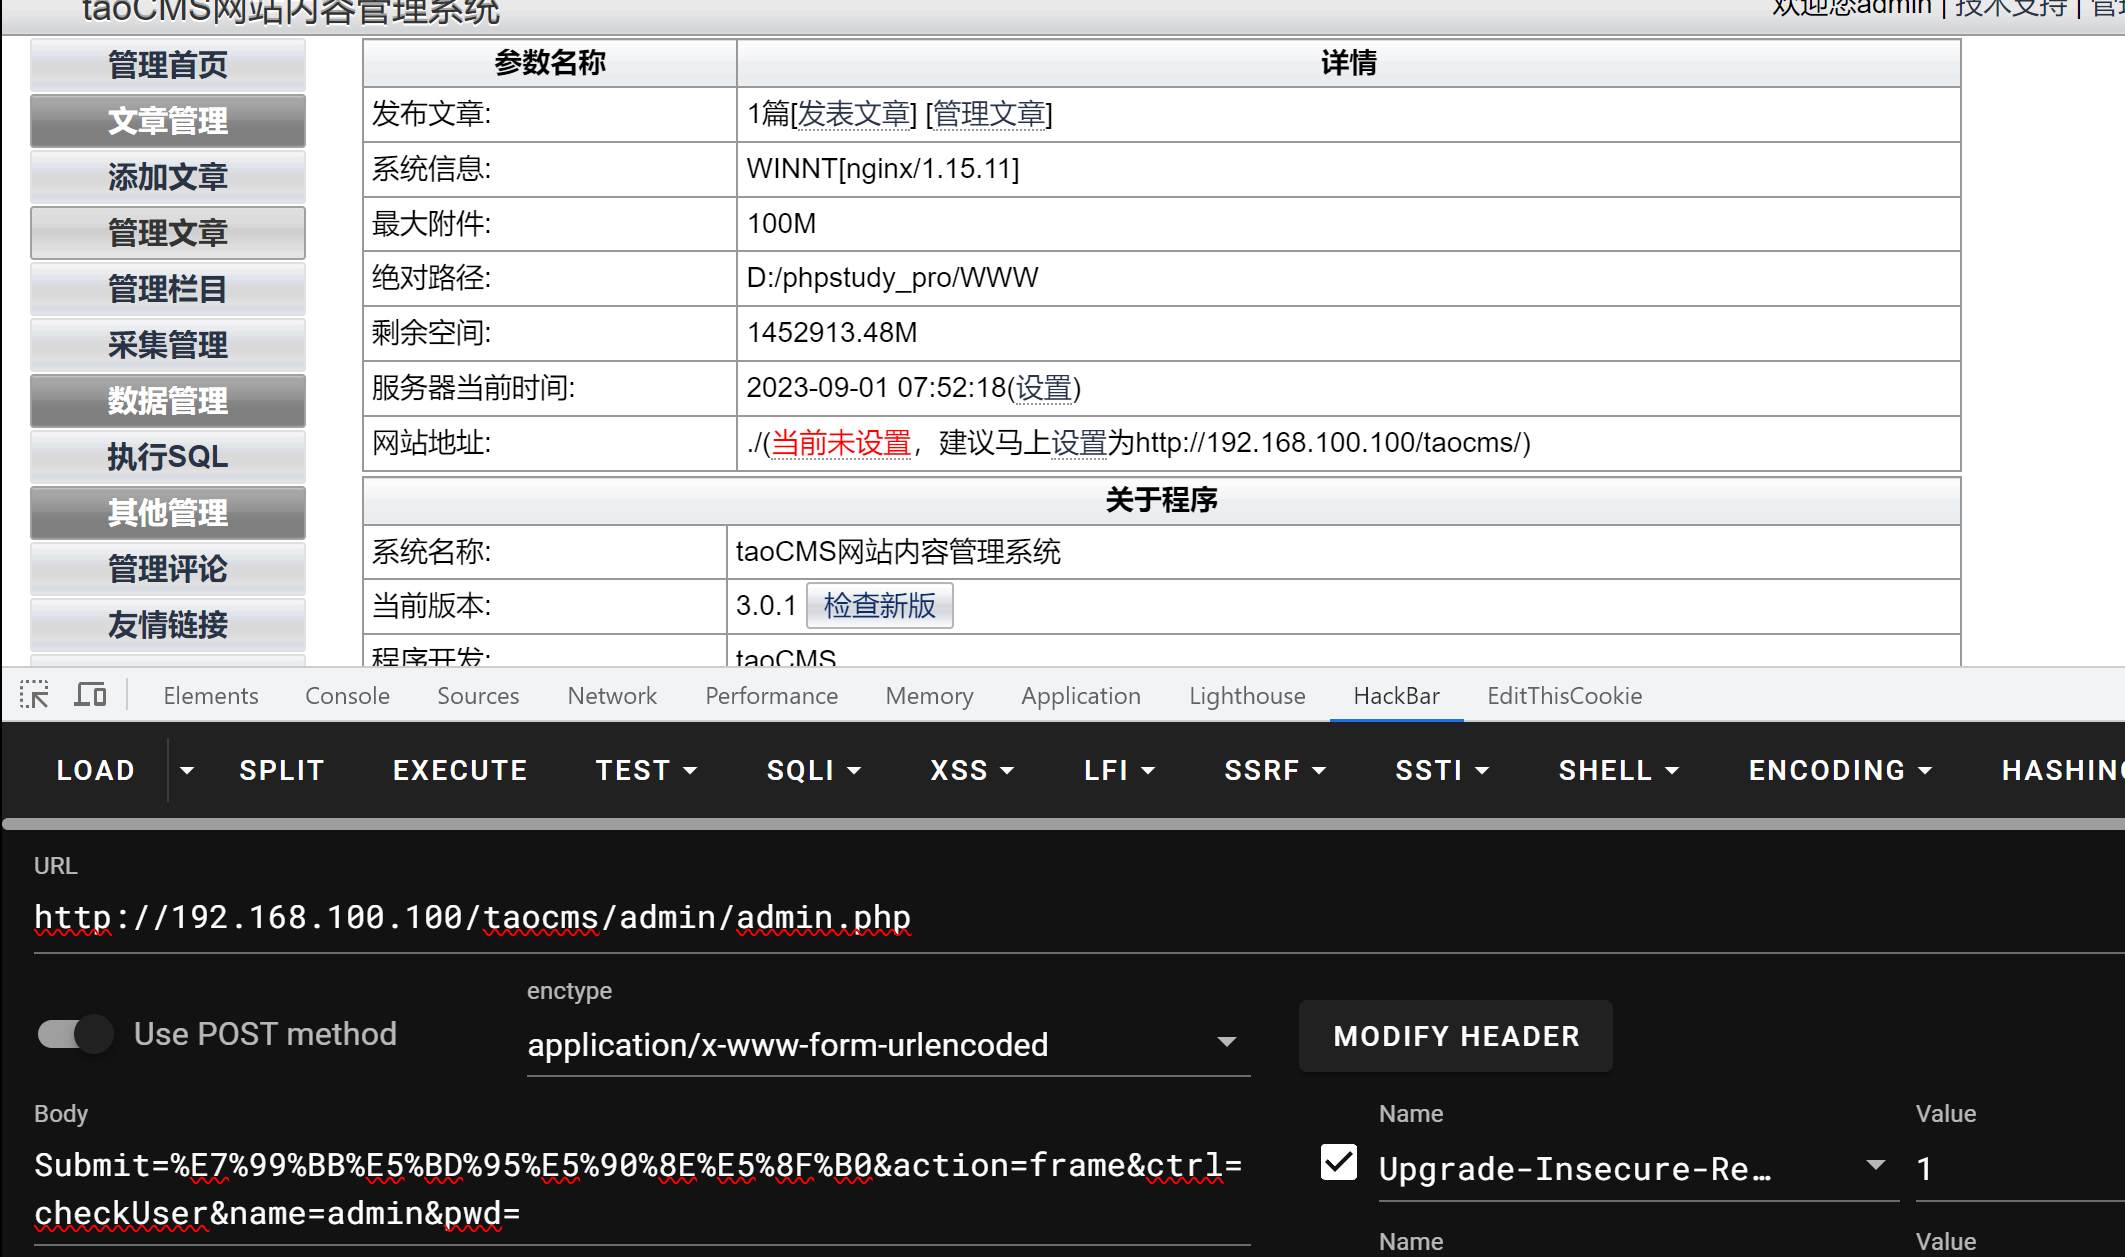 taoCMS网站内容管理系统
欢迎您admin | 技术支持 |
管理首页
文章管理
添加文章
管理文章
管理栏目
采集管理
数据管理
执行SQL
其他管理
管理评论
友情链接
参数名称 详情
发布文章: 1篇[发表文章] [管理文章]
系统信息: WINNT[nginx/1.15.11]
最大附件: 100M
绝对路径: D:/phpstudy_pro/WWW
剩余空间: 1452913.48M
服务器当前时间: 2023-09-01 07:52:18(设置)
网站地址: ./(当前未设置，建议马上设置为http://192.168.100.100/taocms/)
关于程序
系统名称: taoCMS网站内容管理系统
当前版本: 3.0.1 检查新版
程序开发: taoCMS
Elements Console Sources Network Performance Memory Application Lighthouse HackBar EditThisCookie
LOAD SPLIT EXECUTE TEST SQLI XSS LFI SSRF SSTI SHELL ENCODING HASHING
URL
http://192.168.100.100/taocms/admin/admin.php
Use POST method
enctype
application/x-www-form-urlencoded
MODIFY HEADER
Body
Submit=%E7%99%BB%E5%BD%95%E5%90%8E%E5%8F%B0&action=frame&ctrl=
checkUser&name=admin&pwd=
Name Value
Upgrade-Insecure-Re… 1
Name Value